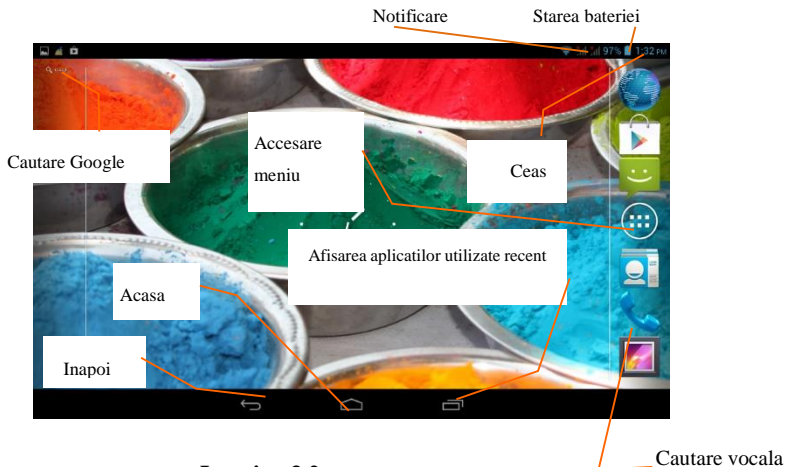 Notificare Starea bateriei
97% 1:32 PM
Cautare Google
Accesare
meniu
Ceas
Afisarea aplicatilor utilizate recent
Acasa
Inapoi
Cautare vocala